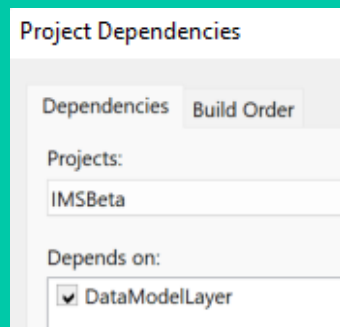 Project Dependencies
Dependencies Build Order
Projects:
IMSBeta
Depends on:
DataModelLayer